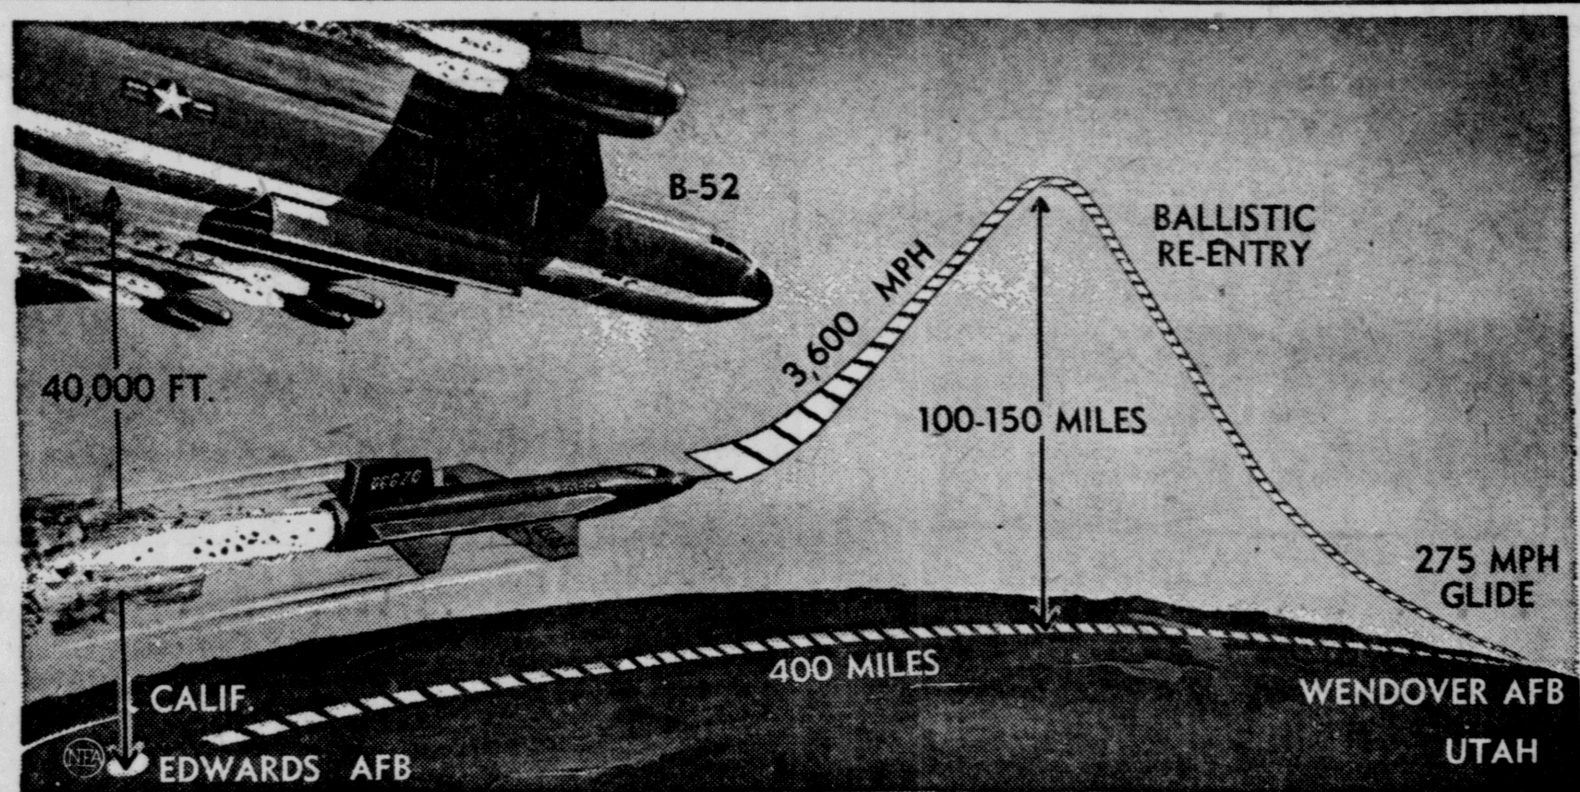 B-52
40,000 FT.
3,600 MPH
BALLISTIC
RE-ENTRY
100-150 MILES
275 MPH
GLIDE
400 MILES
CALIF.
EDWARDS AFB
WENDOVER AFB
UTAH
NEA